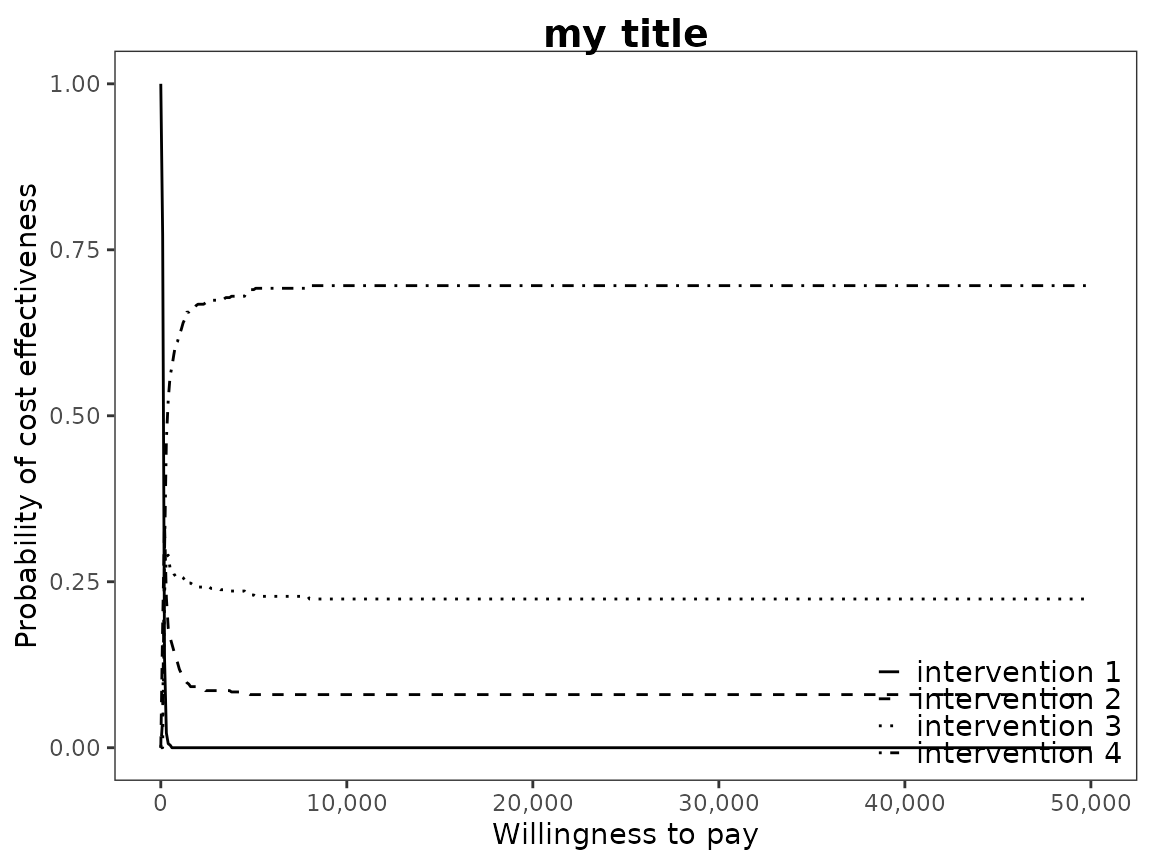 my title
Probability of cost effectiveness
1.00
0.75
0.50
0.25
0.00
intervention 1
intervention 2
intervention 3
intervention 4
0 10,000 20,000 30,000 40,000 50,000
Willingness to pay